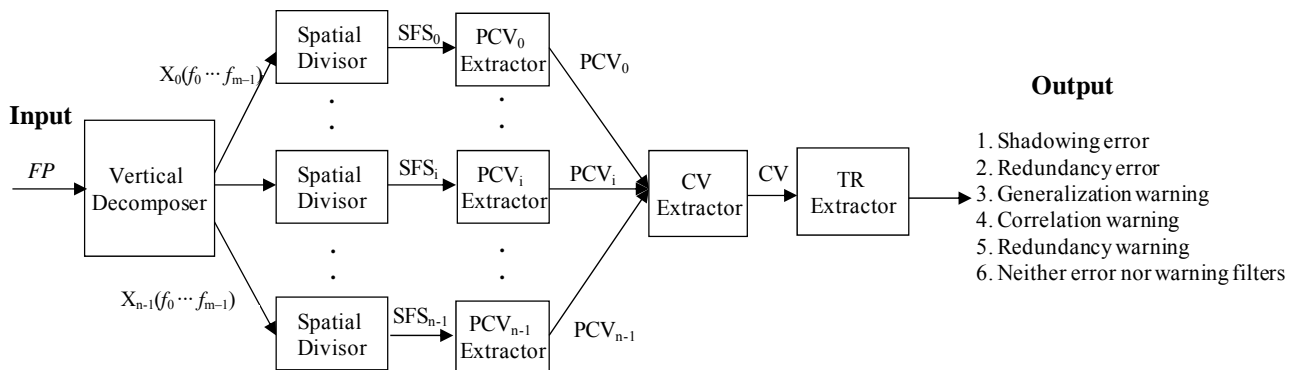 Input
FP
Vertical
Decomposer
X₀(f₀ ··· fₘ₋₁)
Xₙ₋₁(f₀ ··· fₘ₋₁)
Spatial
Divisor
SFS₀
PCV₀
Extractor
PCV₀
Spatial
Divisor
SFSᵢ
PCVᵢ
Extractor
PCVᵢ
Spatial
Divisor
SFSₙ₋₁
PCVₙ₋₁
Extractor
PCVₙ₋₁
CV
Extractor
CV
TR
Extractor
Output
1. Shadowing error
2. Redundancy error
3. Generalization warning
4. Correlation warning
5. Redundancy warning
6. Neither error nor warning filters